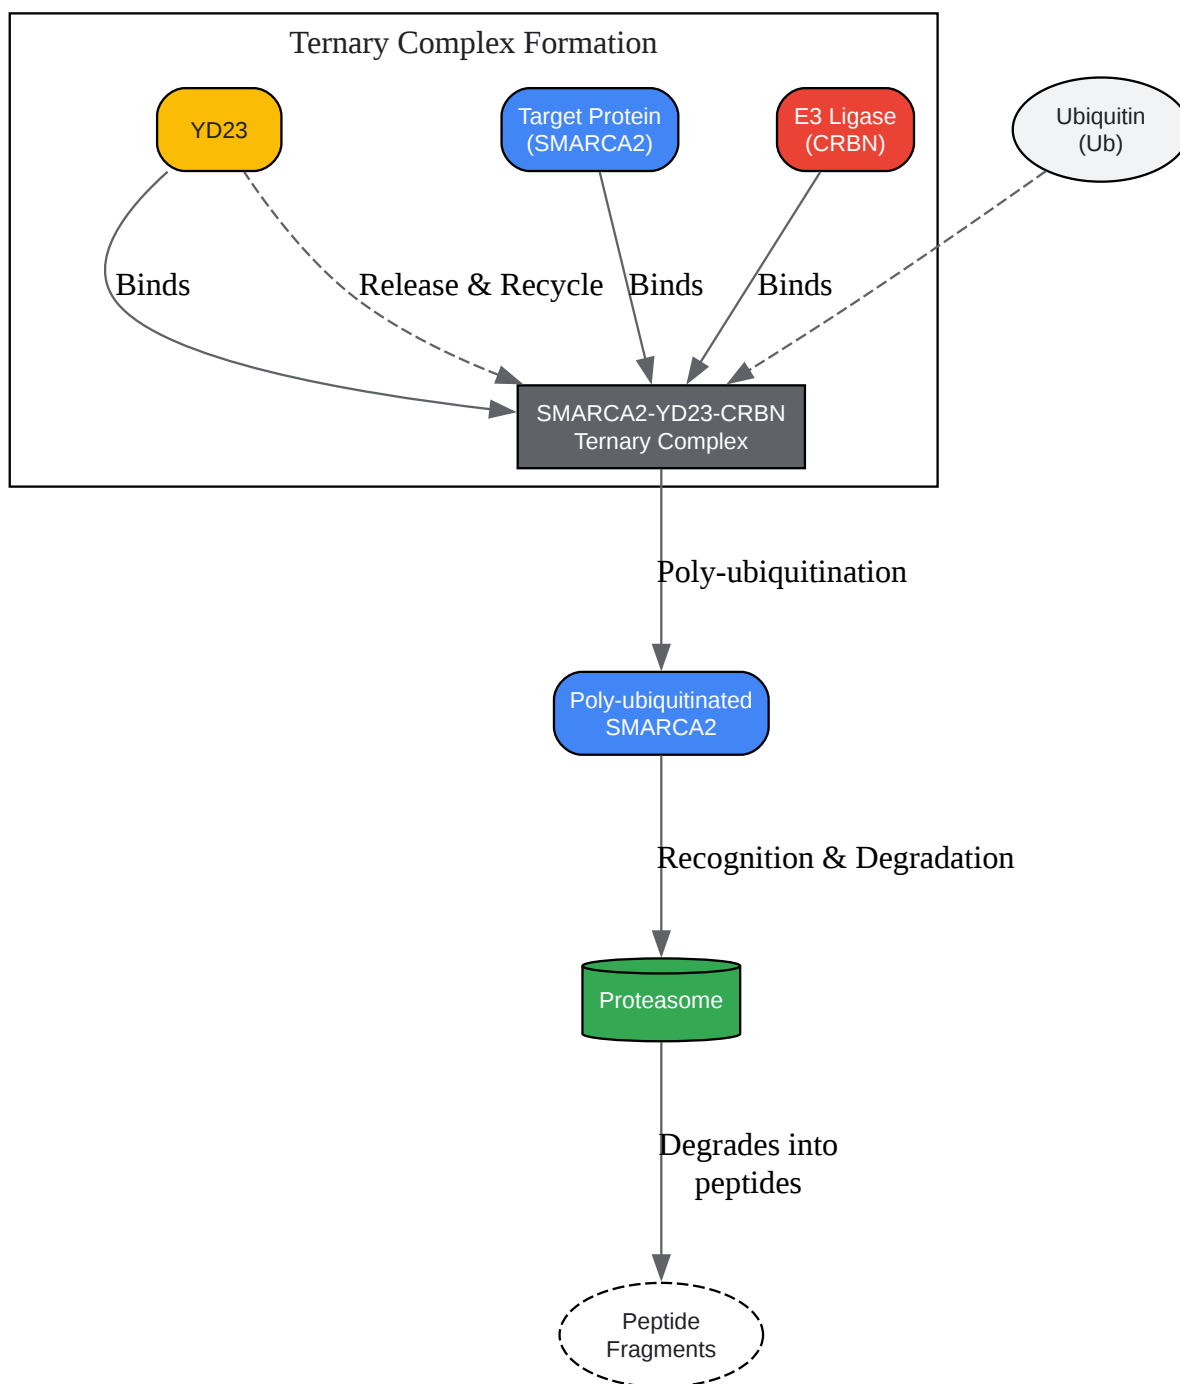 Ternary Complex Formation
YD23
Target Protein
(SMARCA2)
E3 Ligase
(CRBN)
Ubiquitin
(Ub)
Binds
Release & Recycle
Binds
Binds
SMARCA2-YD23-CRBN
Ternary Complex
Poly-ubiquitination
Poly-ubiquitinated
SMARCA2
Recognition & Degradation
Proteasome
Degrades into
peptides
Peptide
Fragments